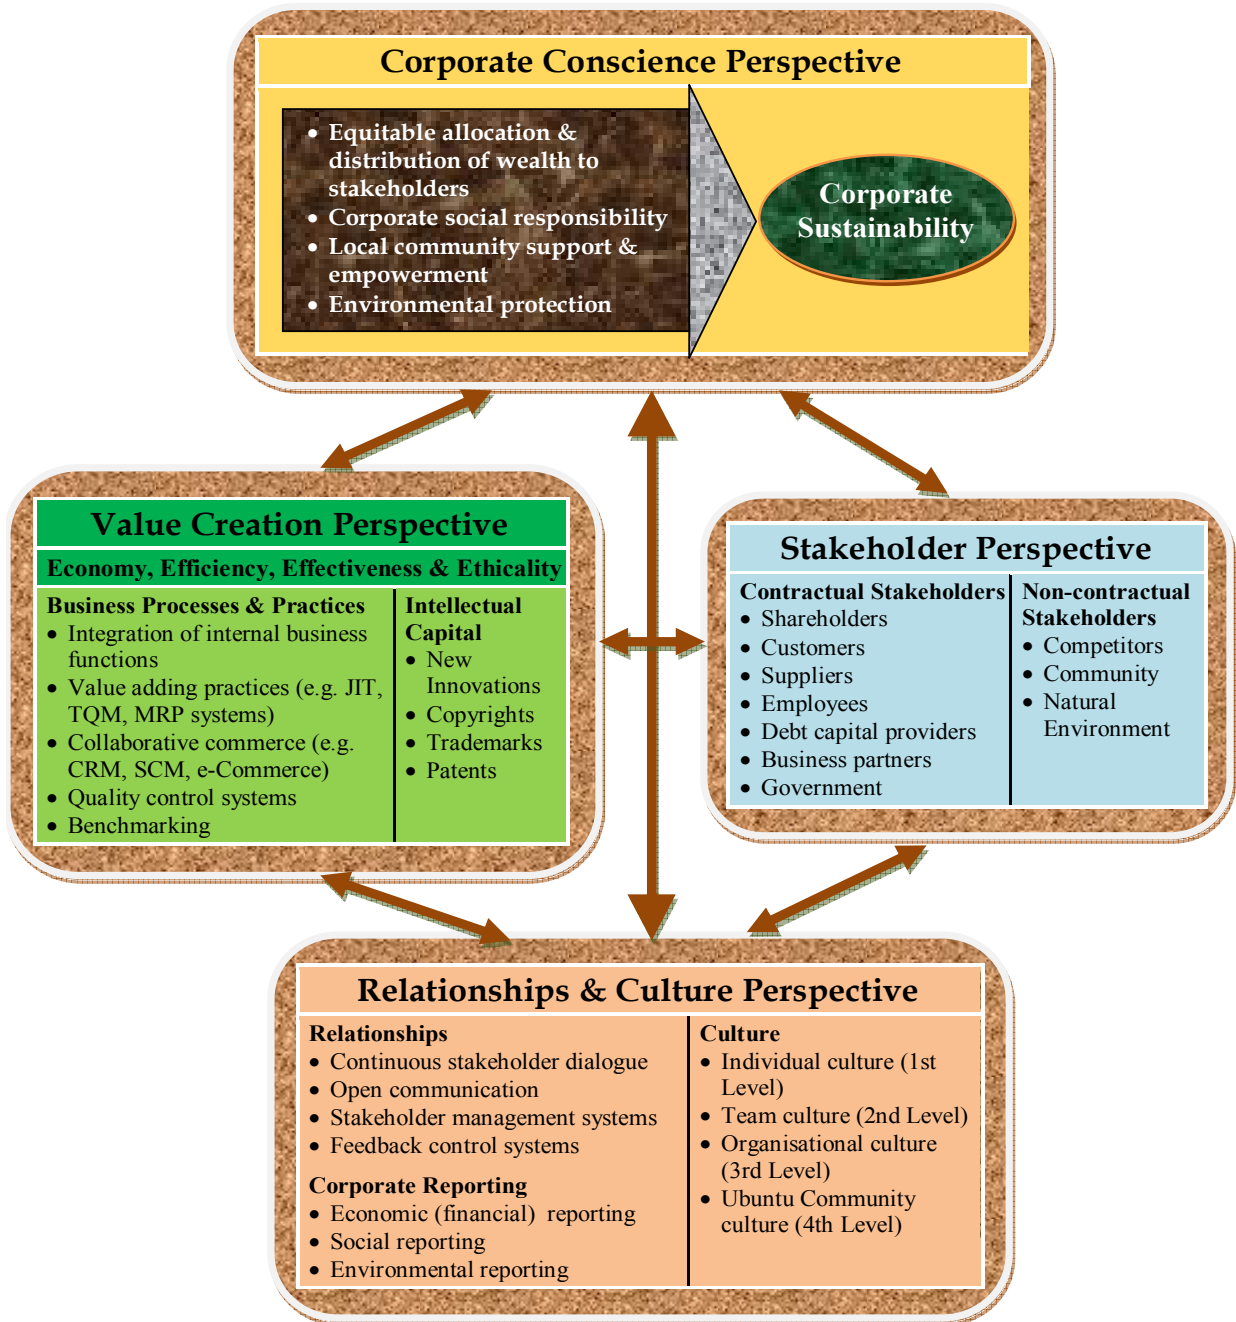 Corporate Conscience Perspective
• Equitable allocation &
distribution of wealth to
stakeholders
• Corporate social responsibility
• Local community support &
empowerment
• Environmental protection
Corporate
Sustainability
Value Creation Perspective
Economy, Efficiency, Effectiveness & Ethicality
Business Processes & Practices
• Integration of internal business
functions
• Value adding practices (e.g. JIT,
TQM, MRP systems)
• Collaborative commerce (e.g.
CRM, SCM, e-Commerce)
• Quality control systems
• Benchmarking
Intellectual
Capital
• New
Innovations
• Copyrights
• Trademarks
• Patents
Stakeholder Perspective
Contractual Stakeholders
• Shareholders
• Customers
• Suppliers
• Employees
• Debt capital providers
• Business partners
• Government
Non-contractual
Stakeholders
• Competitors
• Community
• Natural
Environment
Relationships & Culture Perspective
Relationships
• Continuous stakeholder dialogue
• Open communication
• Stakeholder management systems
• Feedback control systems
Corporate Reporting
• Economic (financial) reporting
• Social reporting
• Environmental reporting
Culture
• Individual culture (1st
Level)
• Team culture (2nd Level)
• Organisational culture
(3rd Level)
• Ubuntu Community
culture (4th Level)